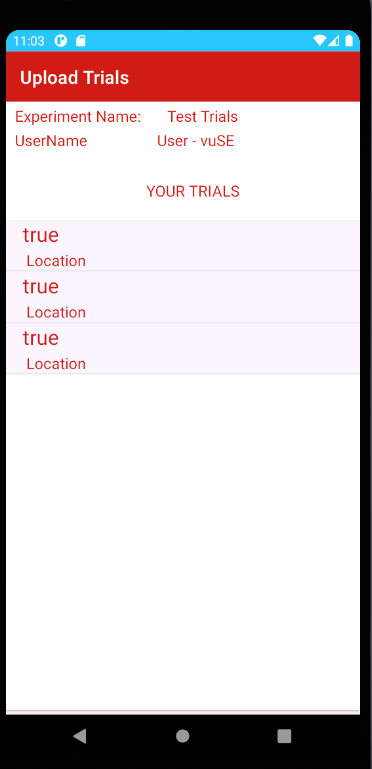 11:03
Upload Trials
Experiment Name: Test Trials
UserName User - vuSE
YOUR TRIALS
true
Location
true
Location
true
Location